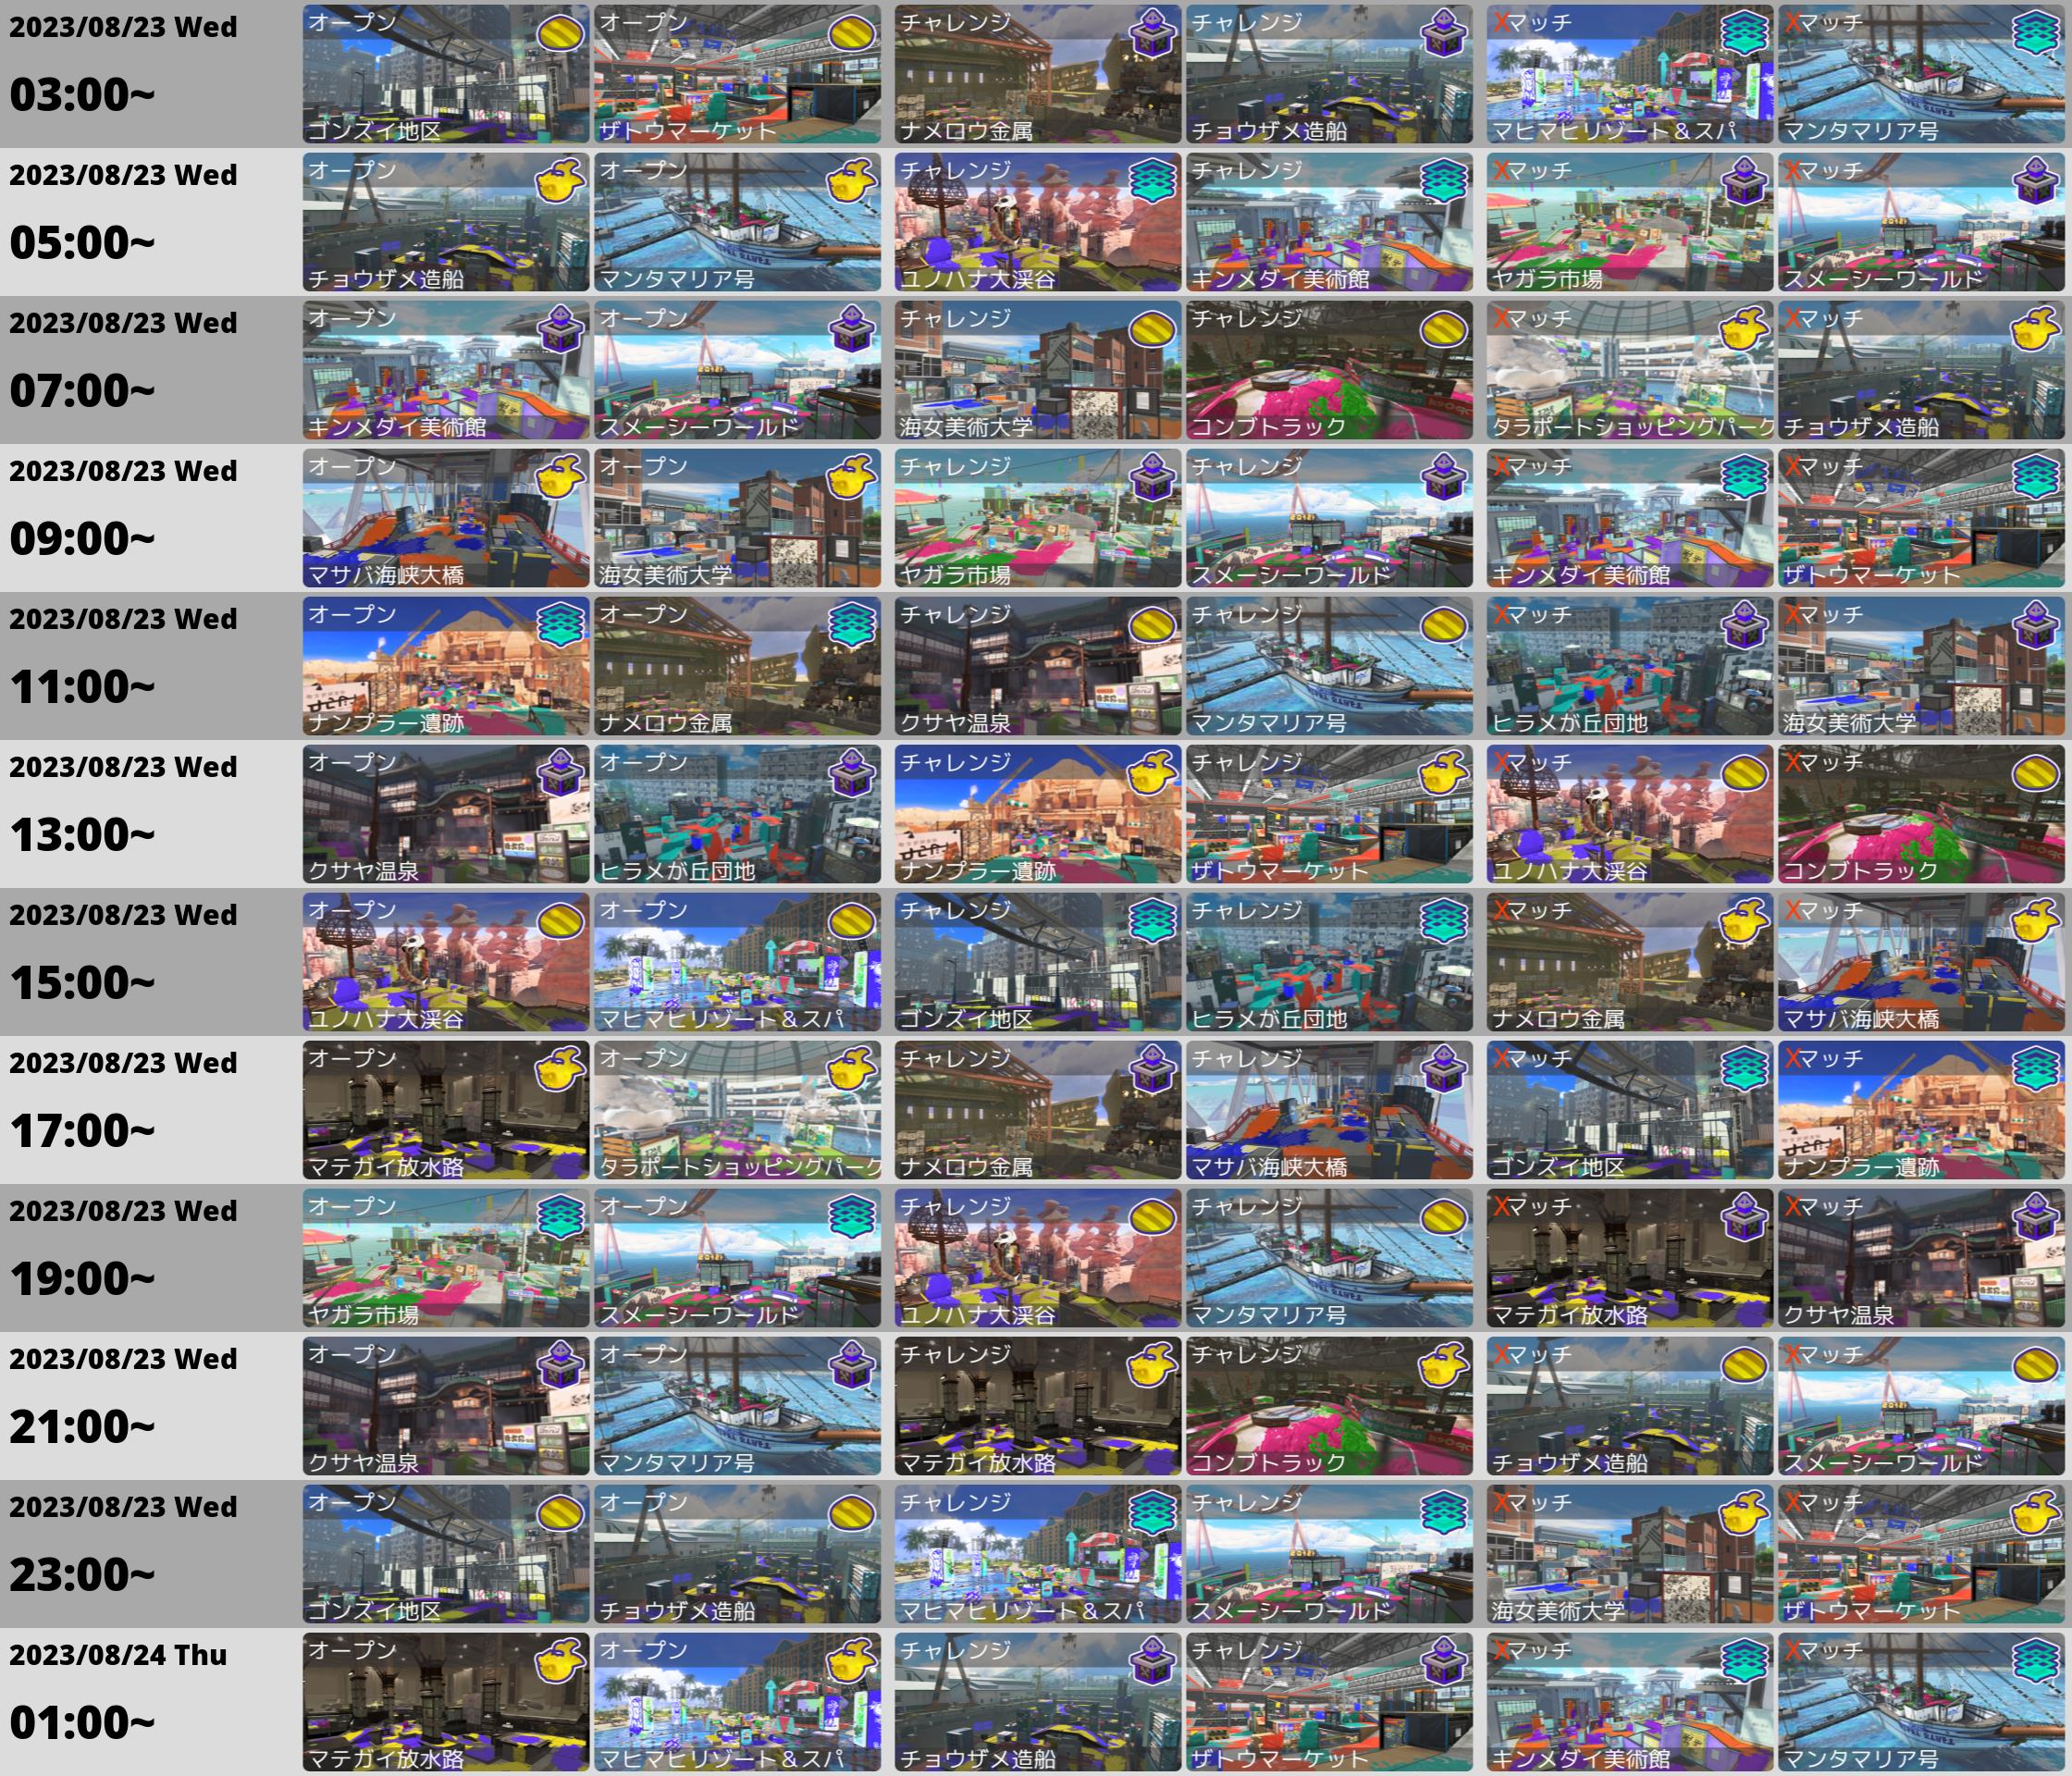 2023/08/23 Wed
03:00~
オープン
ゴンズイ地区
オープン
ザトウマーケット
チャレンジ
ナメロウ金属
チャレンジ
チョウザメ造船
Xマッチ
マヒマヒリゾート＆スパ
Xマッチ
マンタマリア号
2023/08/23 Wed
05:00~
オープン
チョウザメ造船
オープン
マンタマリア号
チャレンジ
ユノハナ大渓谷
チャレンジ
キンメダイ美術館
Xマッチ
ヤガラ市場
Xマッチ
スメーシーワールド
2023/08/23 Wed
07:00~
オープン
キンメダイ美術館
オープン
スメーシーワールド
チャレンジ
海女美術大学
チャレンジ
コンブトラック
Xマッチ
タラポートショッピングパーク
Xマッチ
チョウザメ造船
2023/08/23 Wed
09:00~
オープン
マサバ海峡大橋
オープン
海女美術大学
チャレンジ
ヤガラ市場
チャレンジ
スメーシーワールド
Xマッチ
キンメダイ美術館
Xマッチ
ザトウマーケット
2023/08/23 Wed
11:00~
オープン
ナンプラー遺跡
オープン
ナメロウ金属
チャレンジ
クサヤ温泉
チャレンジ
マンタマリア号
Xマッチ
ヒラメが丘団地
Xマッチ
海女美術大学
2023/08/23 Wed
13:00~
オープン
クサヤ温泉
オープン
ヒラメが丘団地
チャレンジ
ナンプラー遺跡
チャレンジ
ザトウマーケット
Xマッチ
ユノハナ大渓谷
Xマッチ
コンブトラック
2023/08/23 Wed
15:00~
オープン
ユノハナ大渓谷
オープン
マヒマヒリゾート＆スパ
チャレンジ
ゴンズイ地区
チャレンジ
ヒラメが丘団地
Xマッチ
ナメロウ金属
Xマッチ
マサバ海峡大橋
2023/08/23 Wed
17:00~
オープン
マテガイ放水路
オープン
タラポートショッピングパーク
チャレンジ
ナメロウ金属
チャレンジ
マサバ海峡大橋
Xマッチ
ゴンズイ地区
Xマッチ
ナンプラー遺跡
2023/08/23 Wed
19:00~
オープン
ヤガラ市場
オープン
スメーシーワールド
チャレンジ
ユノハナ大渓谷
チャレンジ
マンタマリア号
Xマッチ
マテガイ放水路
Xマッチ
クサヤ温泉
2023/08/23 Wed
21:00~
オープン
クサヤ温泉
オープン
マンタマリア号
チャレンジ
マテガイ放水路
チャレンジ
コンブトラック
Xマッチ
チョウザメ造船
Xマッチ
スメーシーワールド
2023/08/23 Wed
23:00~
オープン
ゴンズイ地区
オープン
チョウザメ造船
チャレンジ
マヒマヒリゾート＆スパ
チャレンジ
スメーシーワールド
Xマッチ
海女美術大学
Xマッチ
ザトウマーケット
2023/08/24 Thu
01:00~
オープン
マテガイ放水路
オープン
マヒマヒリゾート＆スパ
チャレンジ
チョウザメ造船
チャレンジ
ザトウマーケット
Xマッチ
キンメダイ美術館
Xマッチ
マンタマリア号